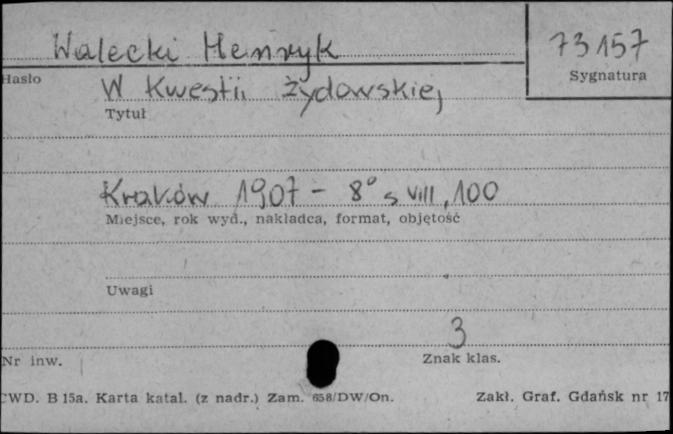 Walecki Henryk
73157
Hasło
Sygnatura
W Kwestii żydowskiej
Tytuł
Kraków 1907 - 8° s VIII, 100
Miejsce, rok wyd., nakładca, format, objętość
Uwagi
3
Nr inw.
Znak klas.
CWD. B 15a. Karta katal. (z nadr.) Zam. 658/DW/On.
Zakł. Graf. Gdańsk nr 17